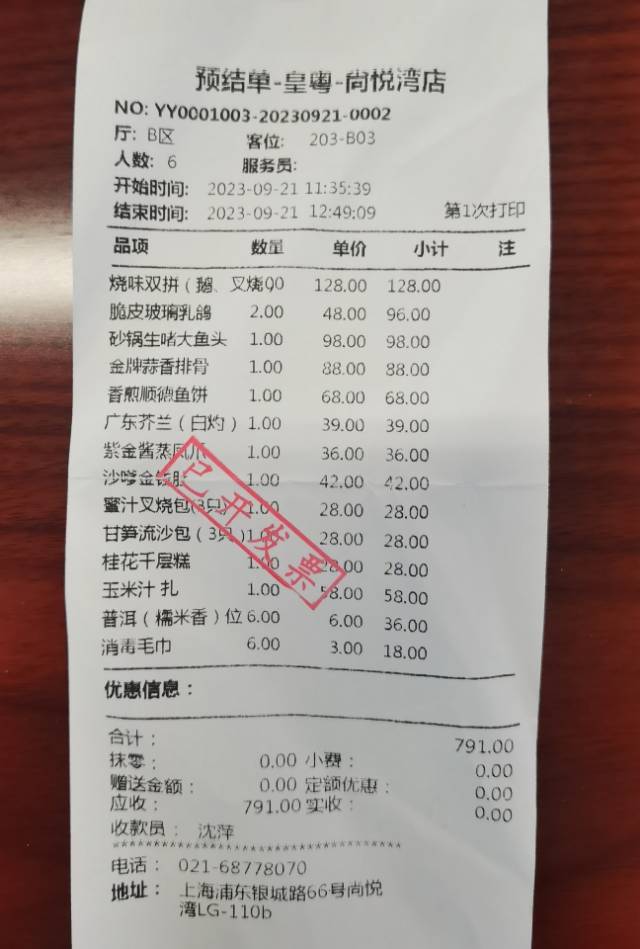 预结单-皇粤-尚悦湾店
NO: YY0001003-20230921-0002
厅: B区 客位: 203-B03
人数: 6 服务员:
开始时间: 2023-09-21 11:35:39
结束时间: 2023-09-21 12:49:09 第1次打印
品项 数量 单价 小计 注
烧味双拼（鹅、叉烧） 128.00 128.00
脆皮玻璃乳鸽 2.00 48.00 96.00
砂锅生啫大鱼头 1.00 98.00 98.00
金牌蒜香排骨 1.00 88.00 88.00
香煎顺德鱼饼 1.00 68.00 68.00
广东芥兰（白灼）1.00 39.00 39.00
紫金酱蒸凤爪 1.00 36.00 36.00
沙嗲金钱肚 1.00 42.00 42.00
蜜汁叉烧包(3只) 1.00 28.00 28.00
甘笋流沙包（3只）1.00 28.00 28.00
桂花千层糕 1.00 28.00 28.00
玉米汁 扎 1.00 58.00 58.00
普洱（糯米香）位 6.00 6.00 36.00
消毒毛巾 6.00 3.00 18.00
已开发票
优惠信息：
合计： 791.00
抹零： 0.00 小费： 0.00
赠送金额： 0.00 定额优惠： 0.00
应收： 791.00 实收： 0.00
收款员： 沈萍
****************************************
电话： 021-68778070
地址： 上海浦东银城路66号尚悦
湾LG-110b